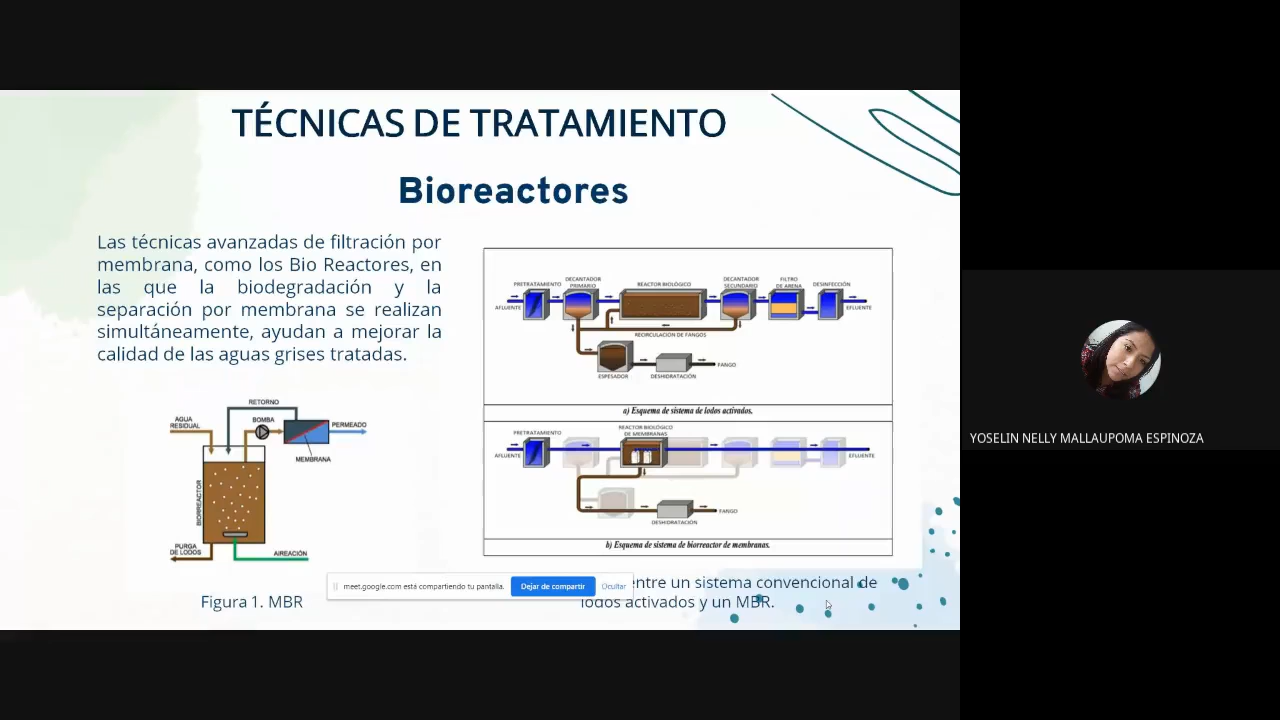 TÉCNICAS DE TRATAMIENTO
Bioreactores
Las técnicas avanzadas de filtración por
membrana, como los Bio Reactores, en
las que la biodegradación y la
separación por membrana se realizan
simultáneamente, ayudan a mejorar la
calidad de las aguas grises tratadas.
RETORNO
AGUA
RESIDUAL
BOMBA
PERMEADO
MEMBRANA
BIORREACTOR
PURGA
DE LODOS
AIREACIÓN
Figura 1. MBR
PRETRATAMIENTO
DECANTADOR
PRIMARIO
REACTOR BIOLÓGICO
DECANTADOR
SECUNDARIO
FILTRO
DE ARENA
DESINFECCIÓN
AFLUENTE
EFLUENTE
RECIRCULACIÓN DE FANGOS
ESPESADOR
DESHIDRATACIÓN
FANGO
a) Esquema de sistema de lodos activados.
PRETRATAMIENTO
REACTOR BIOLÓGICO
DE MEMBRANAS
AFLUENTE
EFLUENTE
DESHIDRATACIÓN
FANGO
b) Esquema de sistema de biorreactor de membranas.
entre un sistema convencional de
lodos activados y un MBR.
meet.google.com está compartiendo tu pantalla.
Dejar de compartir
Ocultar
YOSELIN NELLY MALLAUPOMA ESPINOZA